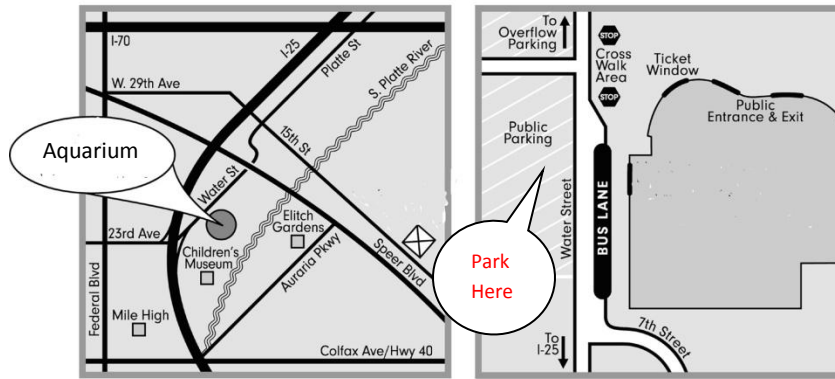 I-70
I-25
Platte St
S. Platte River
W. 29th Ave
15th St
Aquarium
Water St
Elitch
Gardens
23rd Ave
Children's
Museum
Auraria Pkwy
Speer Blvd
Federal Blvd
Mile High
Colfax Ave/Hwy 40
To
Overflow
Parking
STOP
Cross
Walk
Area
STOP
Ticket
Window
Public
Entrance & Exit
Public
Parking
Water Street
BUS LANE
Park
Here
To
I-25
7th Street